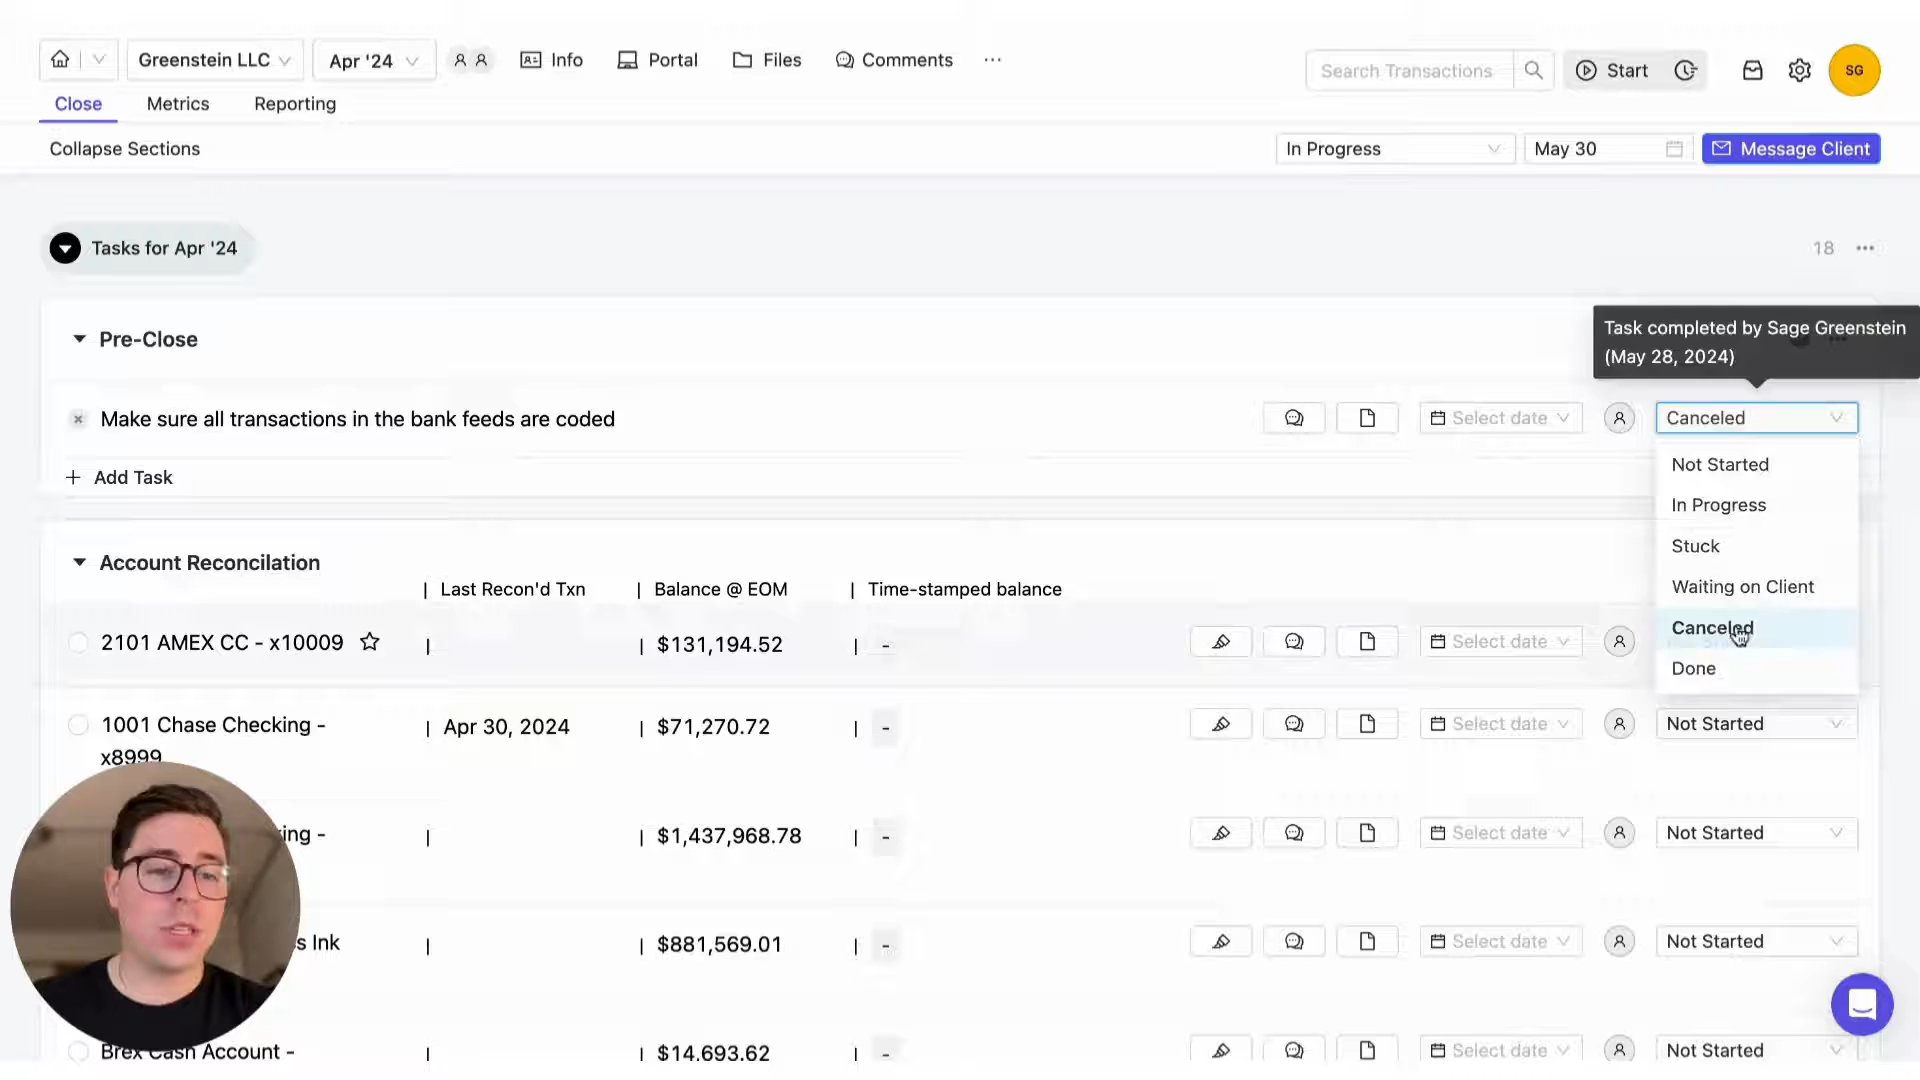 Greenstein LLC
Apr '24
Info
Portal
Files
Comments
Search Transactions
Start
SG
Close
Metrics
Reporting
Collapse Sections
In Progress
May 30
Message Client
Tasks for Apr '24
18
Pre-Close
Task completed by Sage Greenstein
(May 28, 2024)
Make sure all transactions in the bank feeds are coded
Select date
Canceled
Not Started
In Progress
Stuck
Waiting on Client
Canceled
Done
+ Add Task
Account Reconcilation
| Last Recon'd Txn
| Balance @ EOM
| Time-stamped balance
2101 AMEX CC - x10009
|
| $131,194.52
| -
Select date
1001 Chase Checking -
x8999
| Apr 30, 2024
| $71,270.72
| -
Select date
Not Started
ing -
|
| $1,437,968.78
| -
Select date
Not Started
s Ink
|
| $881,569.01
| -
Select date
Not Started
Brex Cash Account -
|
| $14,693.62
| -
Select date
Not Started